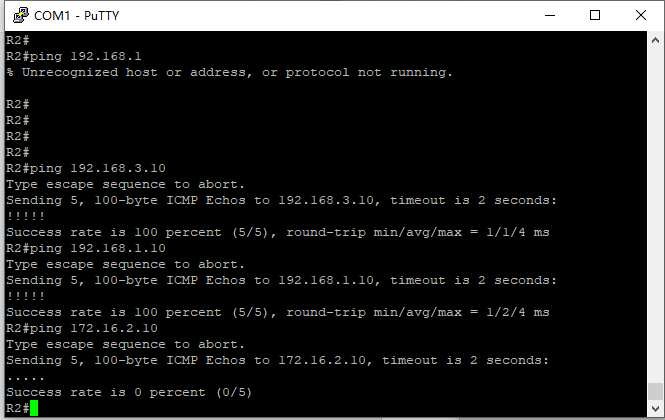 COM1 - PuTTY
R2#
R2#ping 192.168.1
% Unrecognized host or address, or protocol not running.
R2#
R2#
R2#
R2#
R2#ping 192.168.3.10
Type escape sequence to abort.
Sending 5, 100-byte ICMP Echos to 192.168.3.10, timeout is 2 seconds:
!!!!!
Success rate is 100 percent (5/5), round-trip min/avg/max = 1/1/4 ms
R2#ping 192.168.1.10
Type escape sequence to abort.
Sending 5, 100-byte ICMP Echos to 192.168.1.10, timeout is 2 seconds:
!!!!!
Success rate is 100 percent (5/5), round-trip min/avg/max = 1/2/4 ms
R2#ping 172.16.2.10
Type escape sequence to abort.
Sending 5, 100-byte ICMP Echos to 172.16.2.10, timeout is 2 seconds:
.....
Success rate is 0 percent (0/5)
R2#